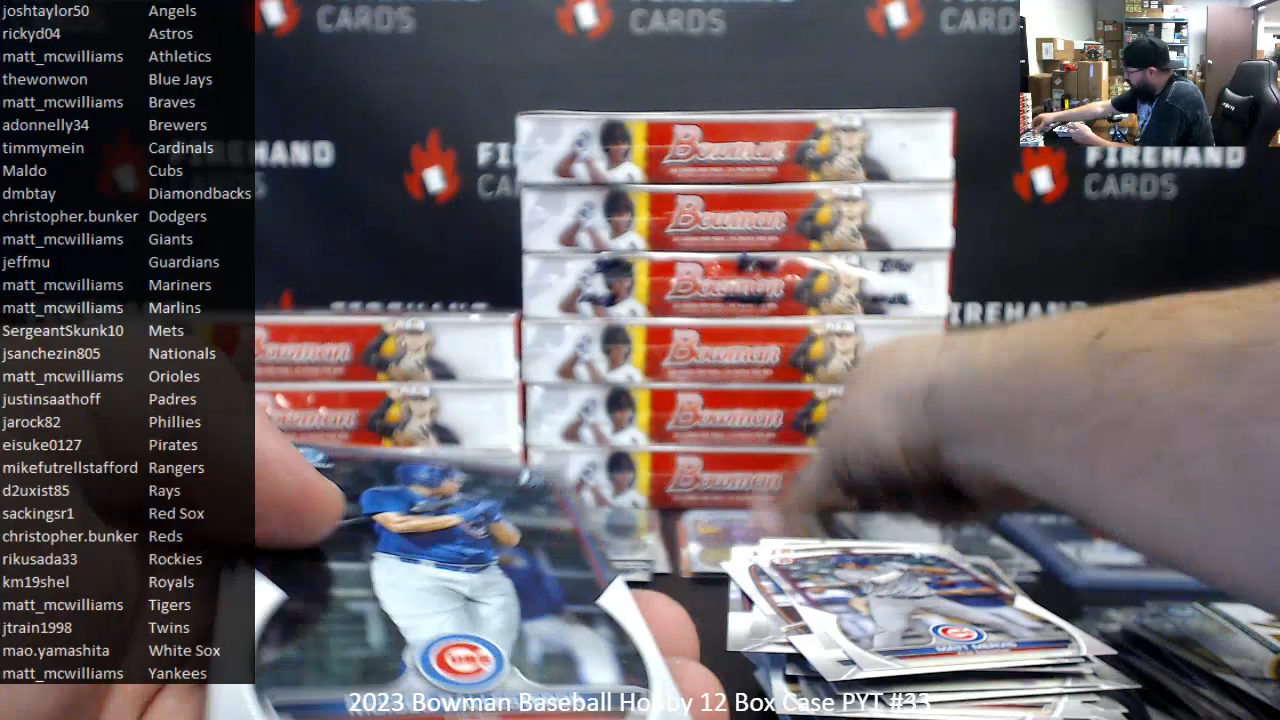 joshtaylor50 Angels
rickyd04 Astros
matt_mcwilliams Athletics
thewonwon Blue Jays
matt_mcwilliams Braves
adonnelly34 Brewers
timmymein Cardinals
Maldo Cubs
dmbtay Diamondbacks
christopher.bunker Dodgers
matt_mcwilliams Giants
jeffmu Guardians
matt_mcwilliams Mariners
matt_mcwilliams Marlins
SergeantSkunk10 Mets
jsanchezin805 Nationals
matt_mcwilliams Orioles
justinsaathoff Padres
jarock82 Phillies
eisuke0127 Pirates
mikefutrellstafford Rangers
d2uxist85 Rays
sackingsr1 Red Sox
christopher.bunker Reds
rikusada33 Rockies
km19shel Royals
matt_mcwilliams Tigers
jtrain1998 Twins
mao.yamashita White Sox
matt_mcwilliams Yankees
CARDS
CARDS
CARD
FIREHAND
CARDS
Bowman
Bowman
Bowman
Bowman
Bowman
Bowman
Bowman
Bowman
CUBS
CUBS
2023 Bowman Baseball Hobby 12 Box Case PYT #33